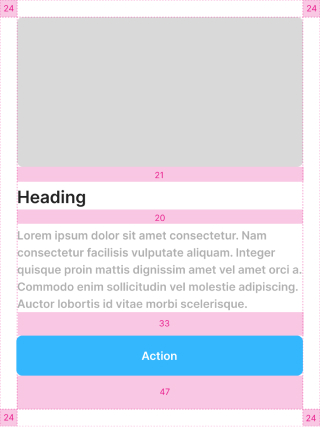 24 24
21
Heading
20
Lorem ipsum dolor sit amet consectetur. Nam
consectetur facilisis vulputate aliquam. Integer
quisque proin mattis dignissim amet vel amet orci a.
Commodo enim sollicitudin vel molestie adipiscing.
Auctor lobortis id vitae morbi scelerisque.
33
Action
47
24 24